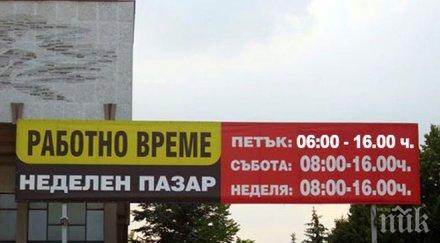 РАБОТНО ВРЕМЕ
НЕДЕЛЕН ПАЗАР
ПЕТЪК: 06:00 - 16.00 ч.
СЪБОТА: 08:00-16.00ч.
НЕДЕЛЯ: 08:00-16.00ч.
пик